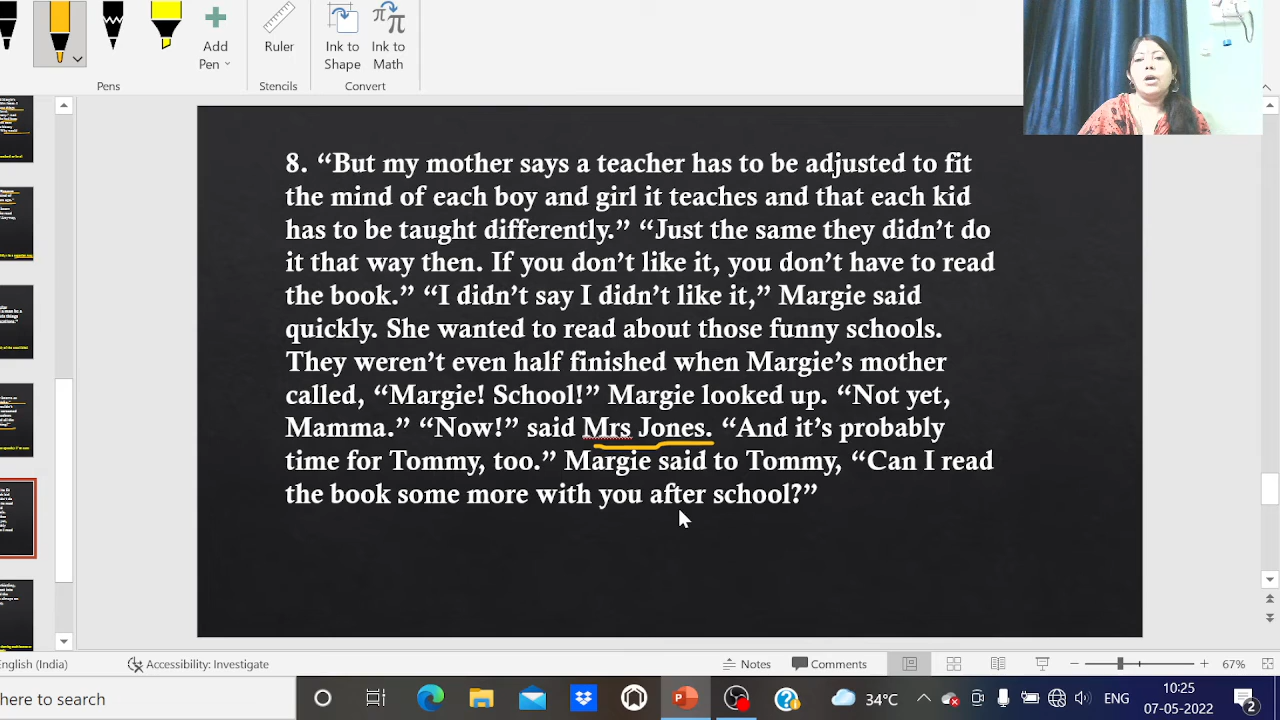 Add
Pen
Ruler
Ink to
Shape
Ink to
Math
Pens
Stencils
Convert
8. “But my mother says a teacher has to be adjusted to fit
the mind of each boy and girl it teaches and that each kid
has to be taught differently.” “Just the same they didn’t do
it that way then. If you don’t like it, you don’t have to read
the book.” “I didn’t say I didn’t like it,” Margie said
quickly. She wanted to read about those funny schools.
They weren’t even half finished when Margie’s mother
called, “Margie! School!” Margie looked up. “Not yet,
Mamma.” “Now!” said Mrs Jones. “And it’s probably
time for Tommy, too.” Margie said to Tommy, “Can I read
the book some more with you after school?”
English (India)
Accessibility: Investigate
Notes
Comments
67%
here to search
34°C
ENG
10:25
07-05-2022
2